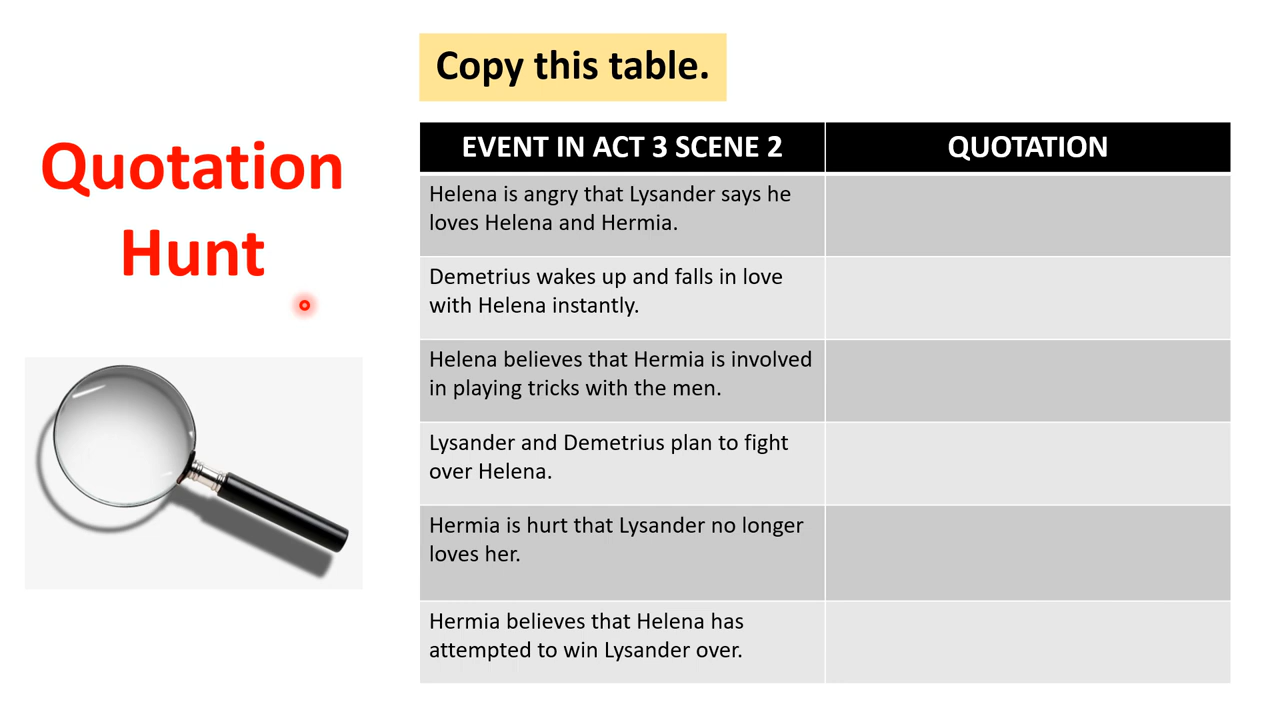 Copy this table.
Quotation
Hunt
EVENT IN ACT 3 SCENE 2
QUOTATION
Helena is angry that Lysander says he
loves Helena and Hermia.
Demetrius wakes up and falls in love
with Helena instantly.
Helena believes that Hermia is involved
in playing tricks with the men.
Lysander and Demetrius plan to fight
over Helena.
Hermia is hurt that Lysander no longer
loves her.
Hermia believes that Helena has
attempted to win Lysander over.